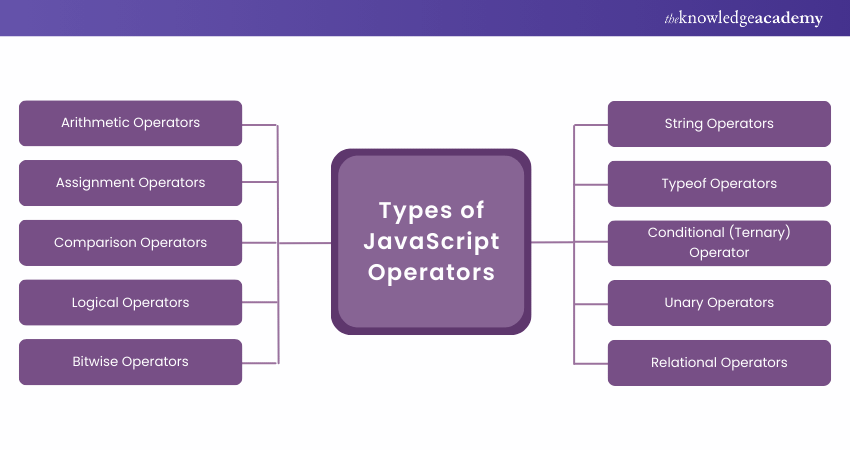 theknowledgeacademy
Arithmetic Operators
Assignment Operators
Comparison Operators
Logical Operators
Bitwise Operators
Types of
JavaScript
Operators
String Operators
Typeof Operators
Conditional (Ternary)
Operator
Unary Operators
Relational Operators